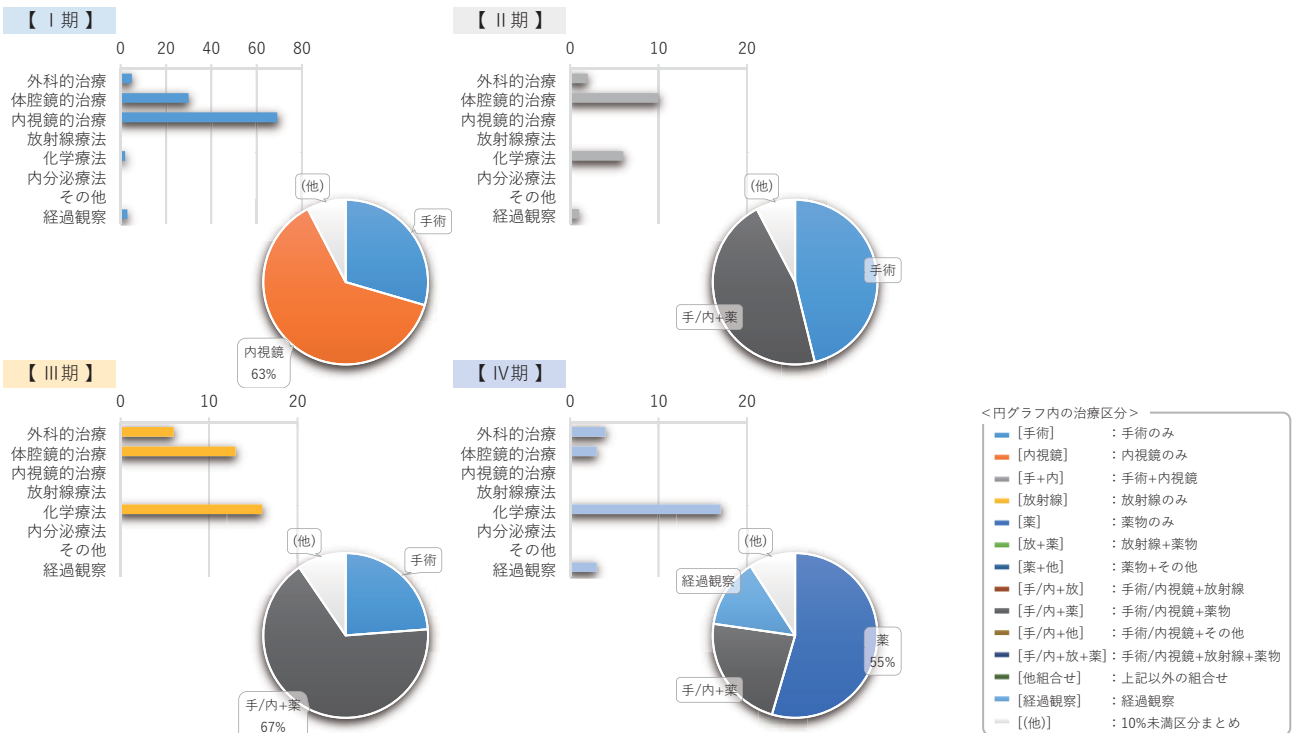 【 Ⅰ期 】
0 20 40 60 80
外科的治療
体腔鏡的治療
内視鏡的治療
放射線療法
化学療法
内分泌療法
その他
経過観察
(他)
手術
内視鏡
63%
【 Ⅱ期 】
0 10 20
外科的治療
体腔鏡的治療
内視鏡的治療
放射線療法
化学療法
内分泌療法
その他
経過観察
(他)
手術
手/内+薬
【 Ⅲ期 】
0 10 20
外科的治療
体腔鏡的治療
内視鏡的治療
放射線療法
化学療法
内分泌療法
その他
経過観察
(他)
手術
手/内+薬
67%
【 Ⅳ期 】
0 10 20
外科的治療
体腔鏡的治療
内視鏡的治療
放射線療法
化学療法
内分泌療法
その他
経過観察
(他)
経過観察
薬
55%
手/内+薬
<円グラフ内の治療区分>
[手術] :手術のみ
[内視鏡] :内視鏡のみ
[手+内] :手術+内視鏡
[放射線] :放射線のみ
[薬] :薬物のみ
[放+薬] :放射線+薬物
[薬+他] :薬物+その他
[手/内+放] :手術/内視鏡+放射線
[手/内+薬] :手術/内視鏡+薬物
[手/内+他] :手術/内視鏡+その他
[手/内+放+薬] :手術/内視鏡+放射線+薬物
[他組合せ] :上記以外の組合せ
[経過観察] :経過観察
[(他)] :10%未満区分まとめ